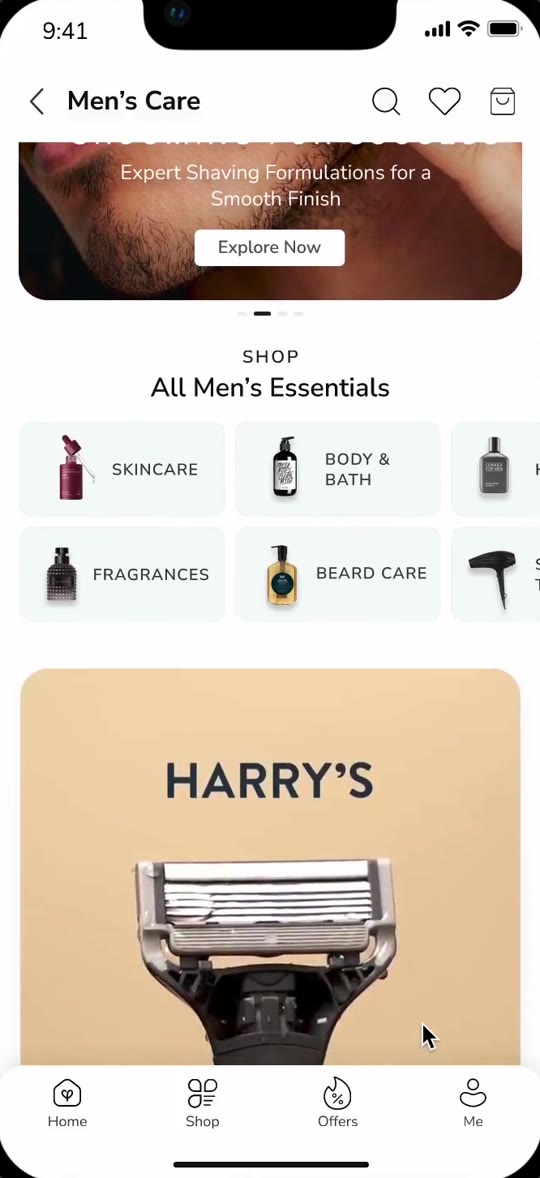 9:41
Men's Care
Expert Shaving Formulations for a
Smooth Finish
Explore Now
SHOP
All Men's Essentials
SKINCARE
BODY &
BATH
FRAGRANCES
BEARD CARE
HARRY'S
Home
Shop
Offers
Me